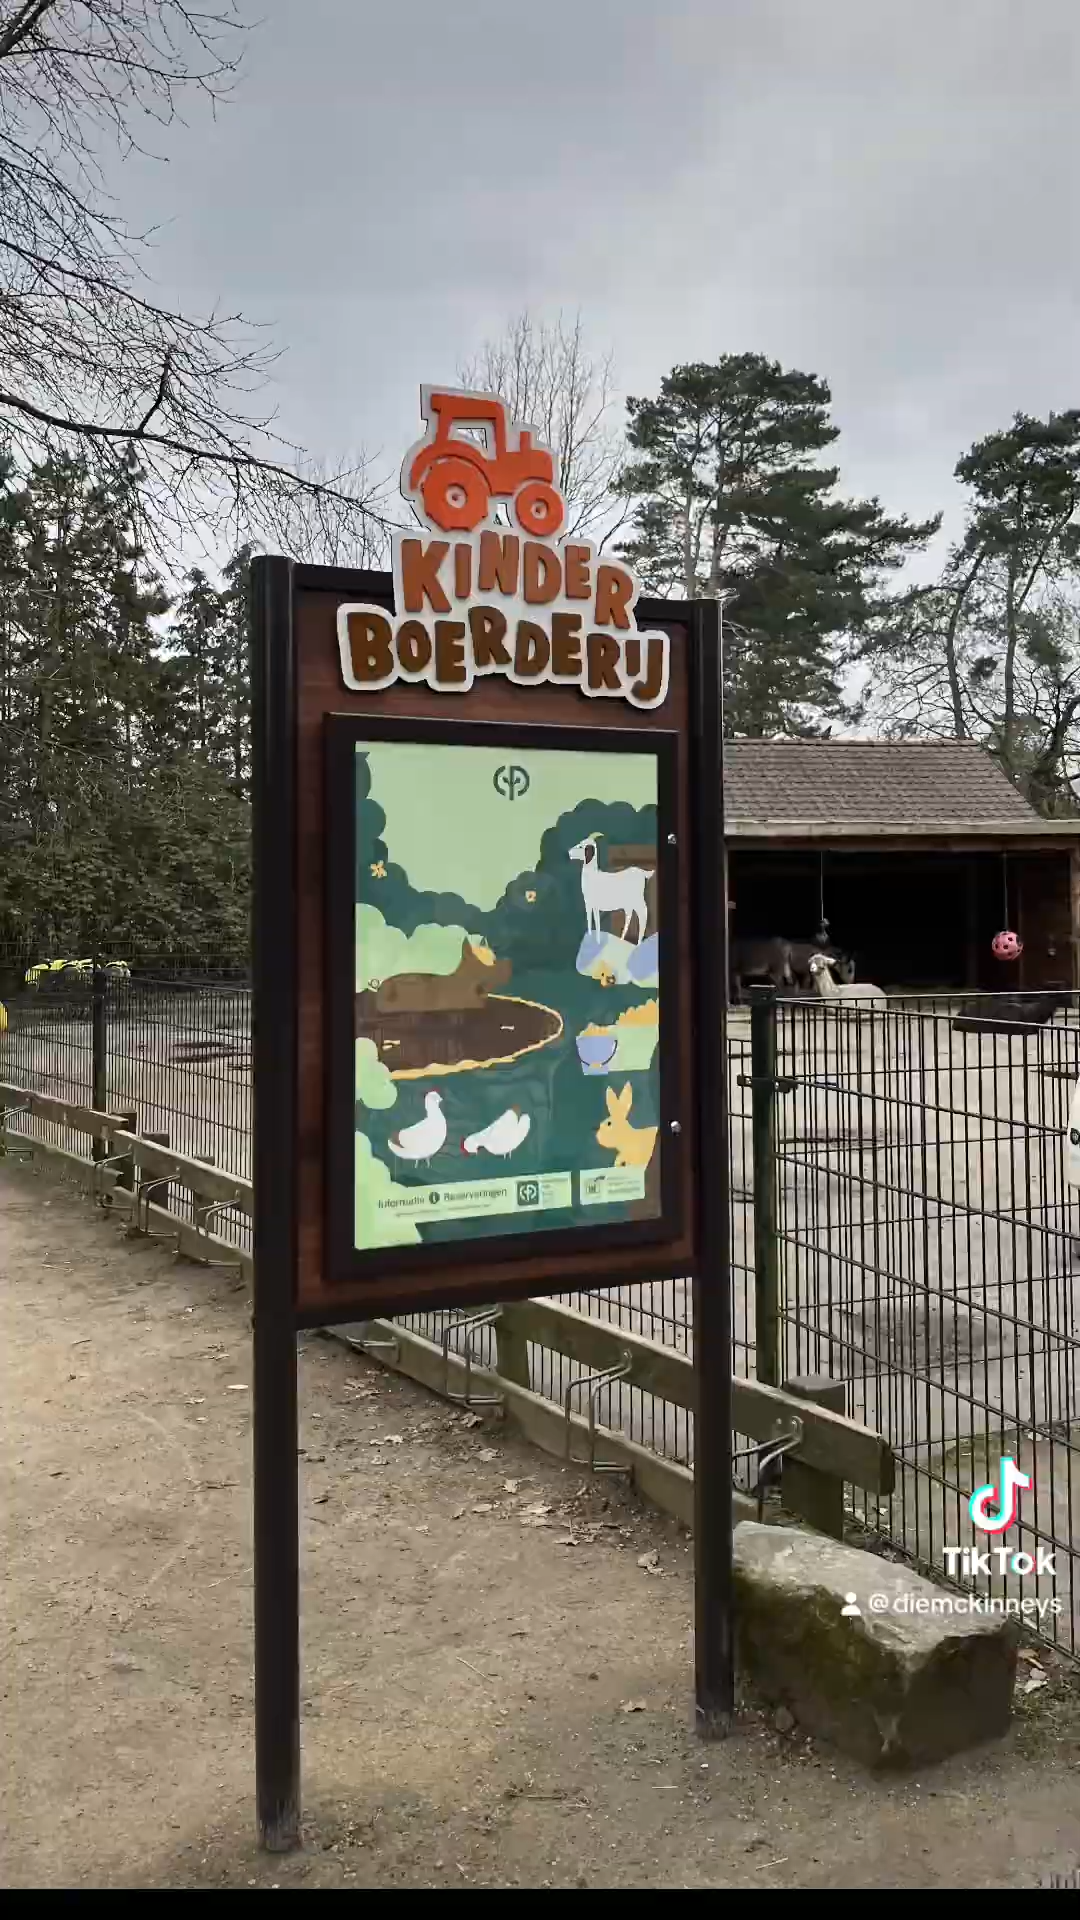 KINDER
BOERDERIJ
Informatie i Reserveringen
TikTok
@diemckinneys